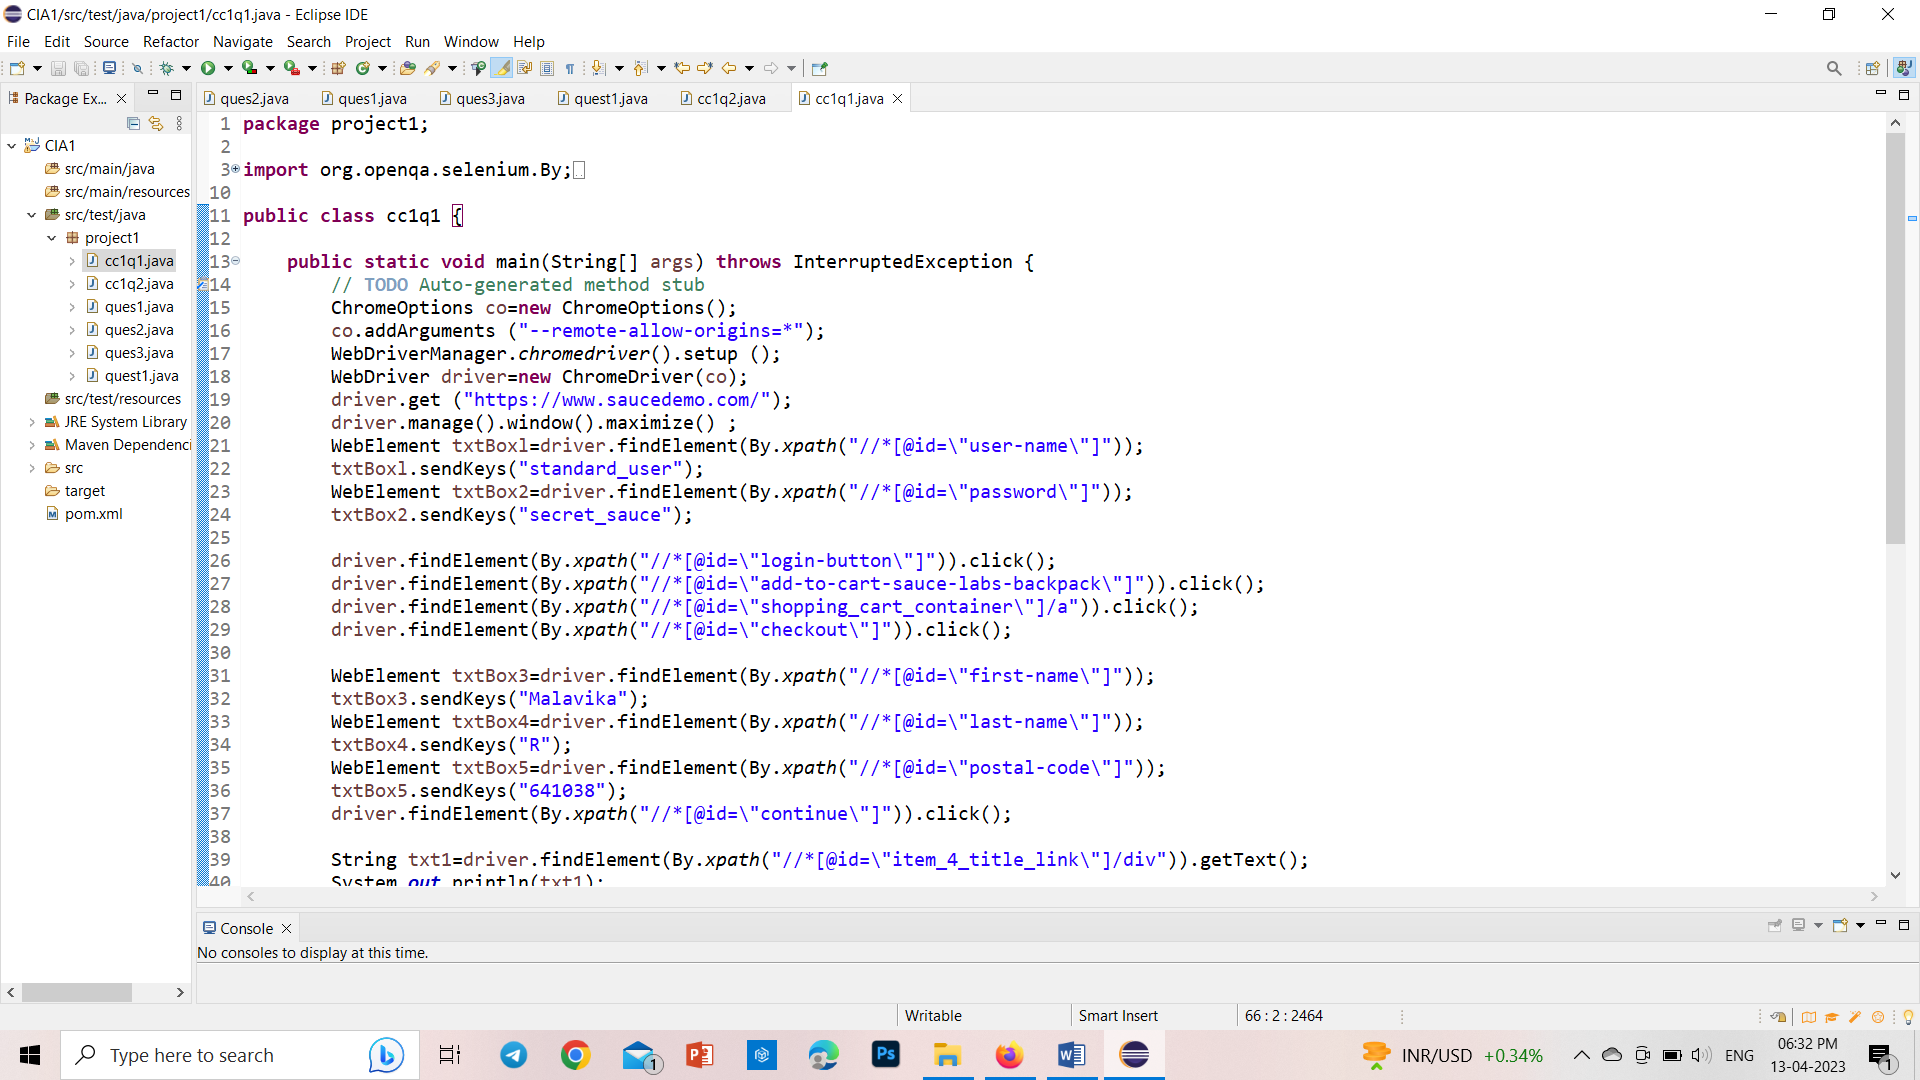 CIA1/src/test/java/project1/cc1q1.java - Eclipse IDE
File Edit Source Refactor Navigate Search Project Run Window Help
Package Ex...
ques2.java ques1.java ques3.java quest1.java cc1q2.java cc1q1.java
CIA1
src/main/java
src/main/resources
src/test/java
project1
cc1q1.java
cc1q2.java
ques1.java
ques2.java
ques3.java
quest1.java
src/test/resources
JRE System Library
Maven Dependenci
src
target
pom.xml
1 package project1;
2
3 import org.openqa.selenium.By;
10
11 public class cc1q1 {
12
13 public static void main(String[] args) throws InterruptedException {
14 // TODO Auto-generated method stub
15 ChromeOptions co=new ChromeOptions();
16 co.addArguments ("--remote-allow-origins=*");
17 WebDriverManager.chromedriver().setup ();
18 WebDriver driver=new ChromeDriver(co);
19 driver.get ("https://www.saucedemo.com/");
20 driver.manage().window().maximize() ;
21 WebElement txtBoxl=driver.findElement(By.xpath("//*[@id=\"user-name\"]"));
22 txtBoxl.sendKeys("standard_user");
23 WebElement txtBox2=driver.findElement(By.xpath("//*[@id=\"password\"]"));
24 txtBox2.sendKeys("secret_sauce");
25
26 driver.findElement(By.xpath("//*[@id=\"login-button\"]")).click();
27 driver.findElement(By.xpath("//*[@id=\"add-to-cart-sauce-labs-backpack\"]")).click();
28 driver.findElement(By.xpath("//*[@id=\"shopping_cart_container\"]/a")).click();
29 driver.findElement(By.xpath("//*[@id=\"checkout\"]")).click();
30
31 WebElement txtBox3=driver.findElement(By.xpath("//*[@id=\"first-name\"]"));
32 txtBox3.sendKeys("Malavika");
33 WebElement txtBox4=driver.findElement(By.xpath("//*[@id=\"last-name\"]"));
34 txtBox4.sendKeys("R");
35 WebElement txtBox5=driver.findElement(By.xpath("//*[@id=\"postal-code\"]"));
36 txtBox5.sendKeys("641038");
37 driver.findElement(By.xpath("//*[@id=\"continue\"]")).click();
38
39 String txt1=driver.findElement(By.xpath("//*[@id=\"item_4_title_link\"]/div")).getText();
40 System.out.println(txt1);
Console
No consoles to display at this time.
Writable Smart Insert 66 : 2 : 2464
Type here to search
1
Ps
INR/USD +0.34%
ENG
06:32 PM
13-04-2023
1